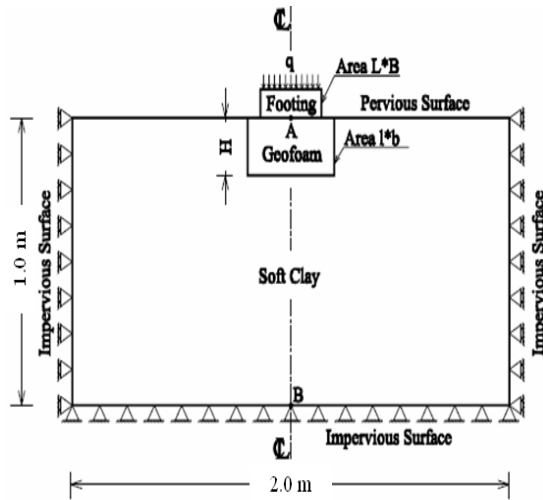 ℄
q
Area L*B
Footing
Pervious Surface
A
H
Geofoam
Area l*b
Impervious Surface
1.0 m
Soft Clay
Impervious Surface
B
Impervious Surface
℄
2.0 m